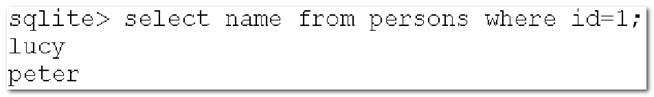 sqlite> select name from persons where id=1;
lucy
peter